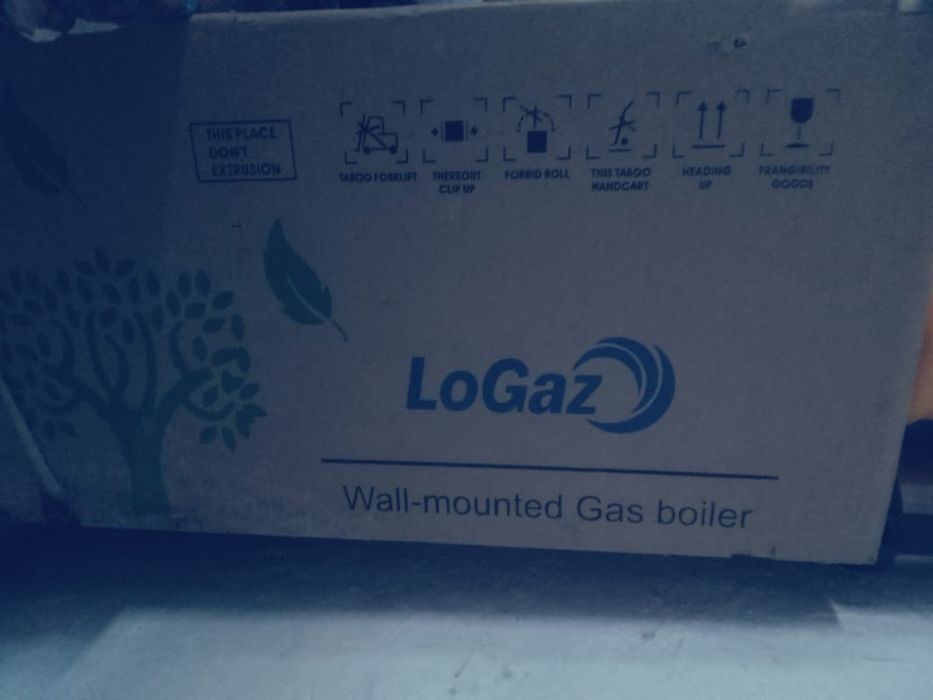 THIS PLACE
DON'T
EXTRUSION
TABOO FORKLIFT
THEREOUT
CLIP UP
FORBID ROLL
THIS TABOO
HANDCART
HEADING
UP
FRANGIBILITY
GOODS
LoGaz
Wall-mounted Gas boiler